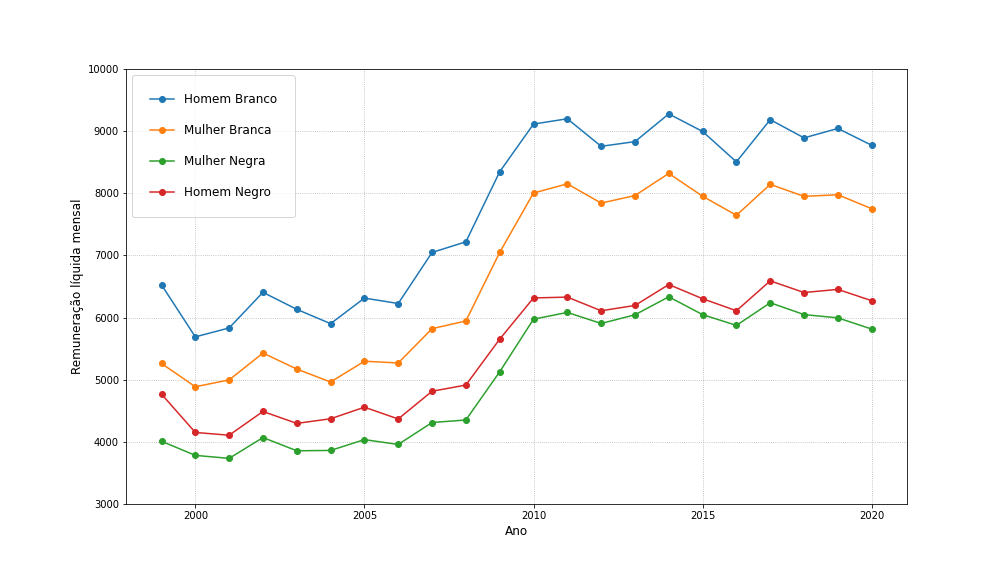 Homem Branco
Mulher Branca
Mulher Negra
Homem Negro
Remuneração líquida mensal
10000
9000
8000
7000
6000
5000
4000
3000
2000
2005
2010
2015
2020
Ano